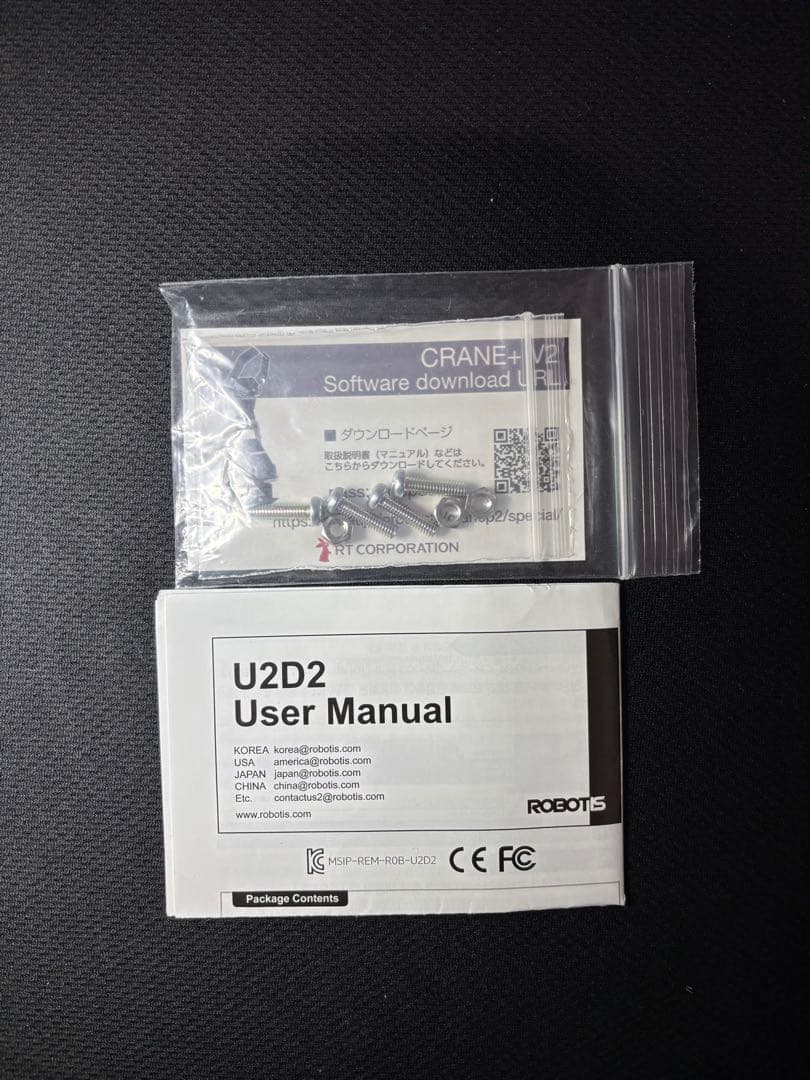 CRANE+ V2
Software download URL
■ ダウンロードページ
取扱説明書（マニュアル）などは
こちらからダウンロードしてください。
https:
p2/special/
RT CORPORATION
U2D2
User Manual
KOREA korea@robotis.com
USA america@robotis.com
JAPAN japan@robotis.com
CHINA china@robotis.com
Etc. contactus2@robotis.com
www.robotis.com
ROBOTIS
MSIP-REM-R0B-U2D2 CE FC
Package Contents